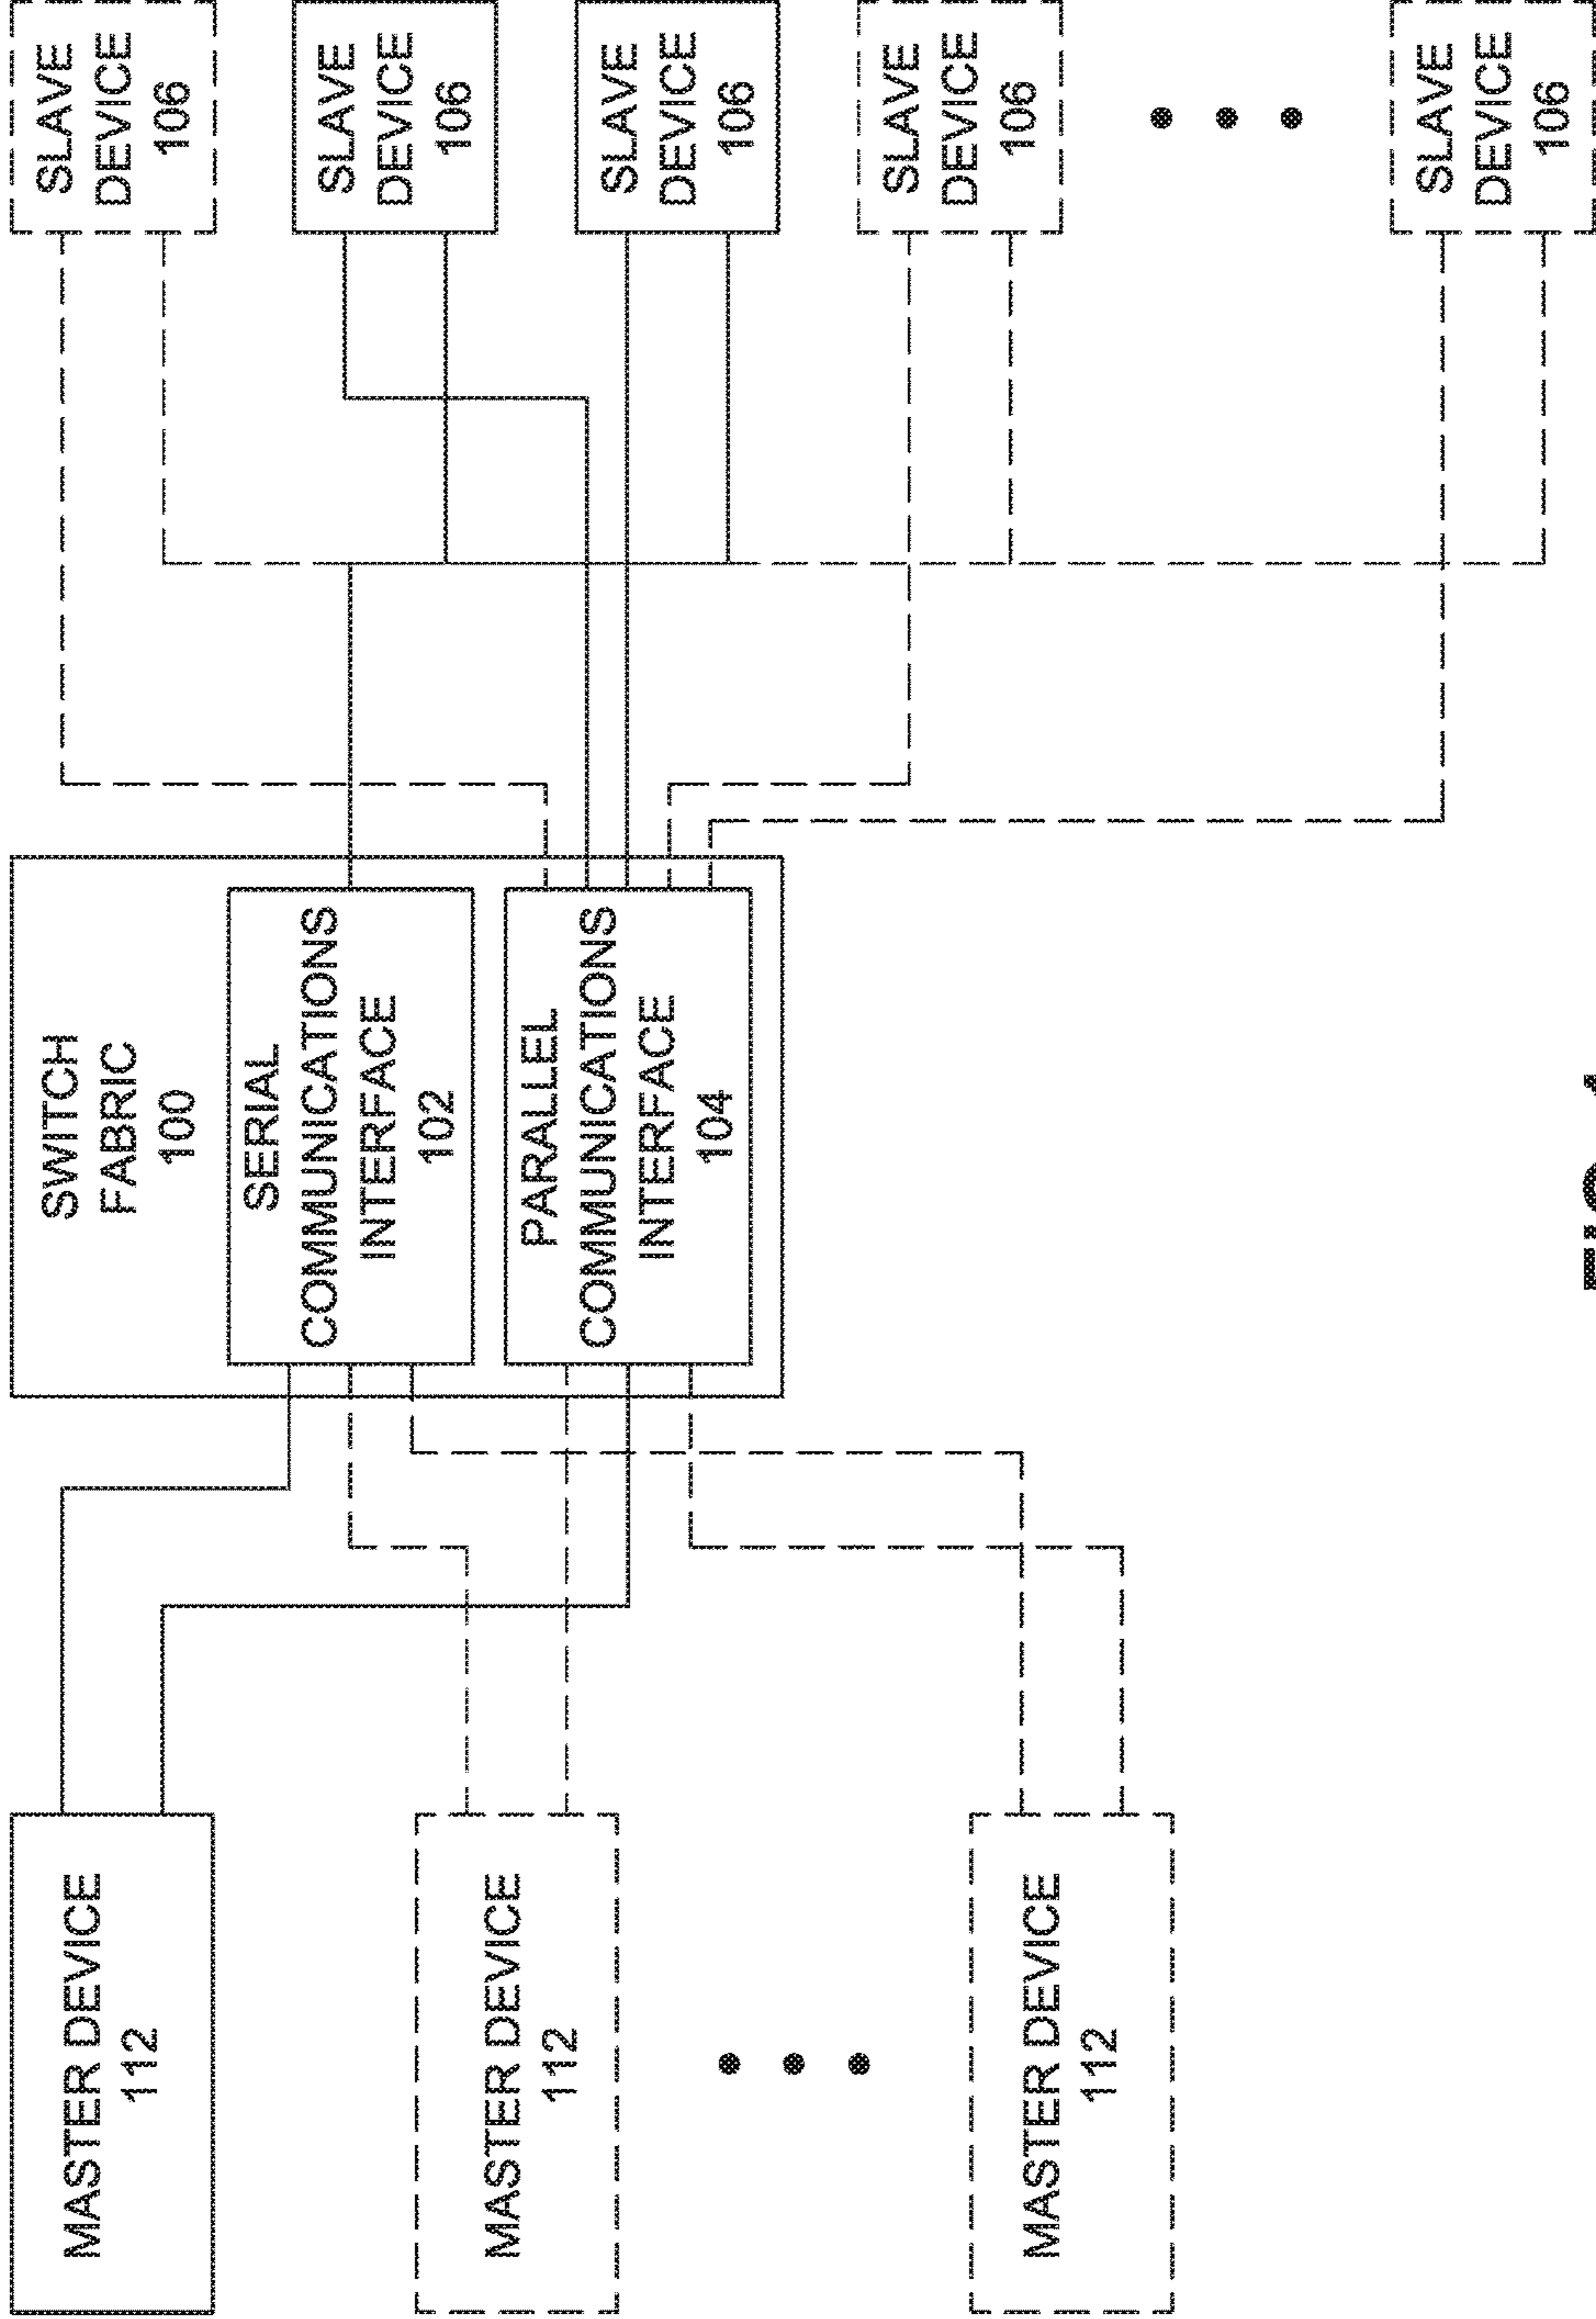 MASTER DEVICE
112
MASTER DEVICE
112
MASTER DEVICE
112
SWITCH
FABRIC
100
SERIAL
COMMUNICATIONS
INTERFACE
102
PARALLEL
COMMUNICATIONS
INTERFACE
104
SLAVE
DEVICE
106
SLAVE
DEVICE
106
SLAVE
DEVICE
106
SLAVE
DEVICE
106
SLAVE
DEVICE
106